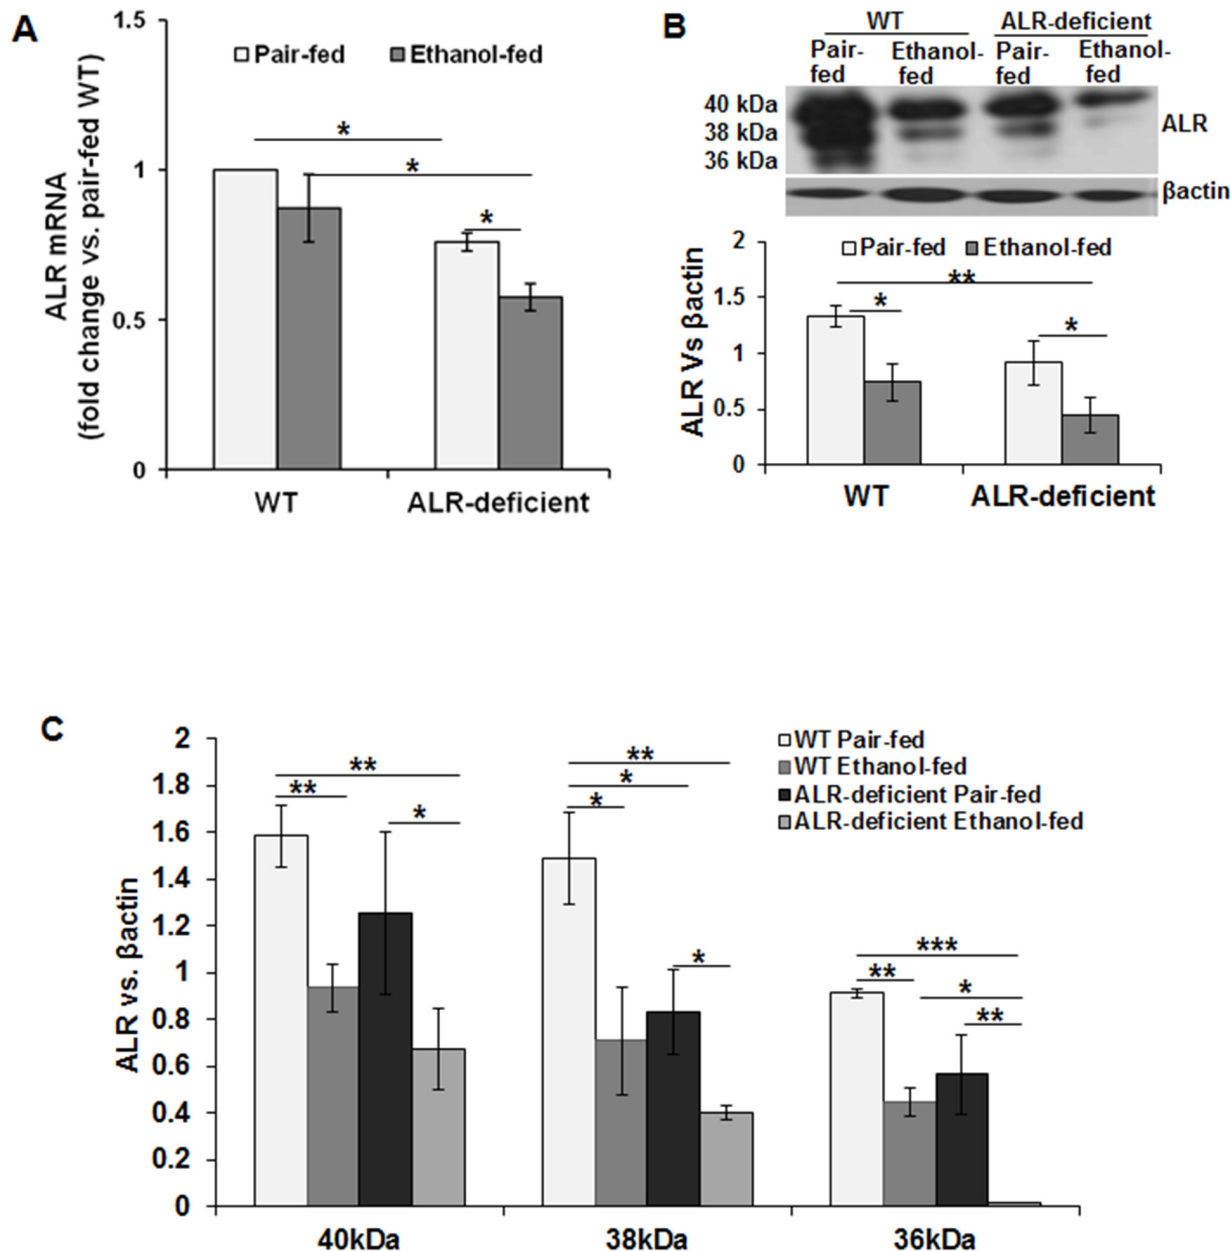 A
1.5
Pair-fed
Ethanol-fed
*
*
*
1
0.5
0
ALR mRNA
(fold change vs. pair-fed WT)
WT
ALR-deficient
B
WT
ALR-deficient
Pair-
fed
Ethanol-
fed
Pair-
fed
Ethanol-
fed
40 kDa
38 kDa
36 kDa
ALR
βactin
2
Pair-fed
Ethanol-fed
**
*
*
1.5
1
0.5
0
ALR Vs βactin
WT
ALR-deficient
C
2
1.8
1.6
1.4
1.2
1
0.8
0.6
0.4
0.2
0
ALR vs. βactin
WT Pair-fed
WT Ethanol-fed
ALR-deficient Pair-fed
ALR-deficient Ethanol-fed
**
**
*
**
*
*
*
***
**
*
**
40kDa
38kDa
36kDa